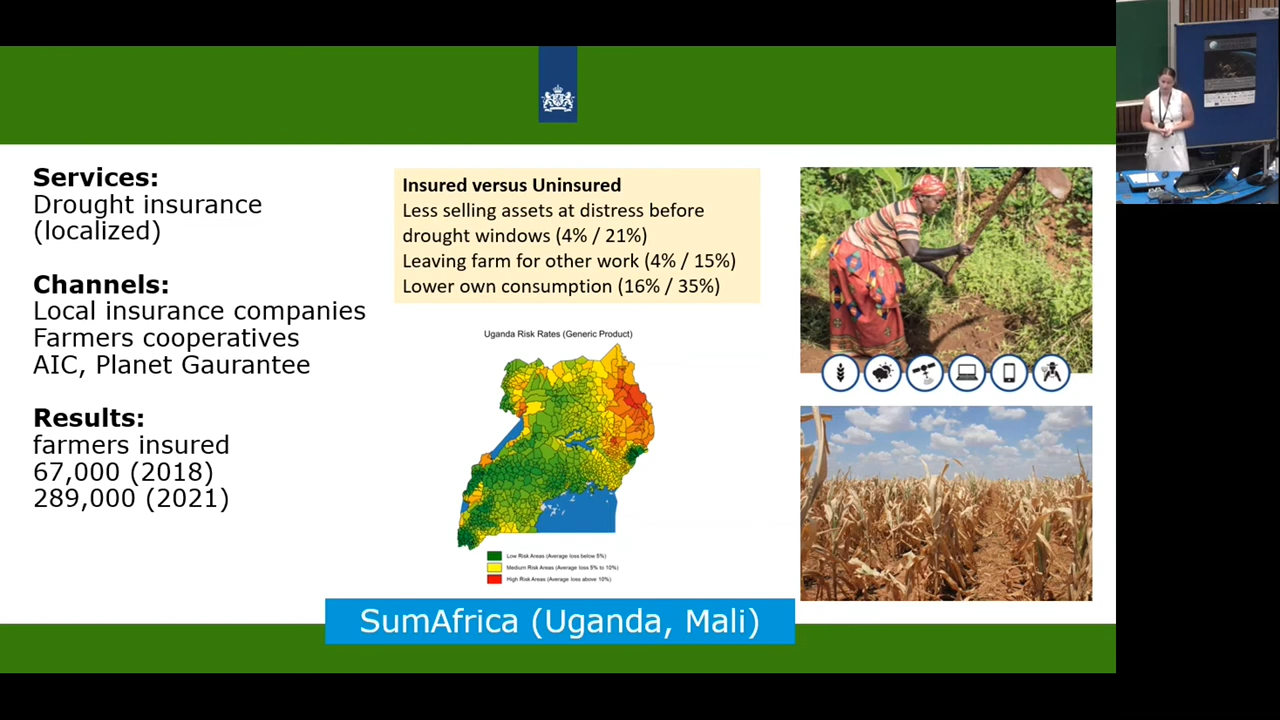 Services:
Drought insurance
(localized)
Channels:
Local insurance companies
Farmers cooperatives
AIC, Planet Gaurantee
Results:
farmers insured
67,000 (2018)
289,000 (2021)
Insured versus Uninsured
Less selling assets at distress before
drought windows (4% / 21%)
Leaving farm for other work (4% / 15%)
Lower own consumption (16% / 35%)
Uganda Risk Rates (Generic Product)
Low Risk Areas (Average loss below 5%)
Medium Risk Areas (Average loss 5% to 10%)
High Risk Areas (Average loss above 10%)
SumAfrica (Uganda, Mali)